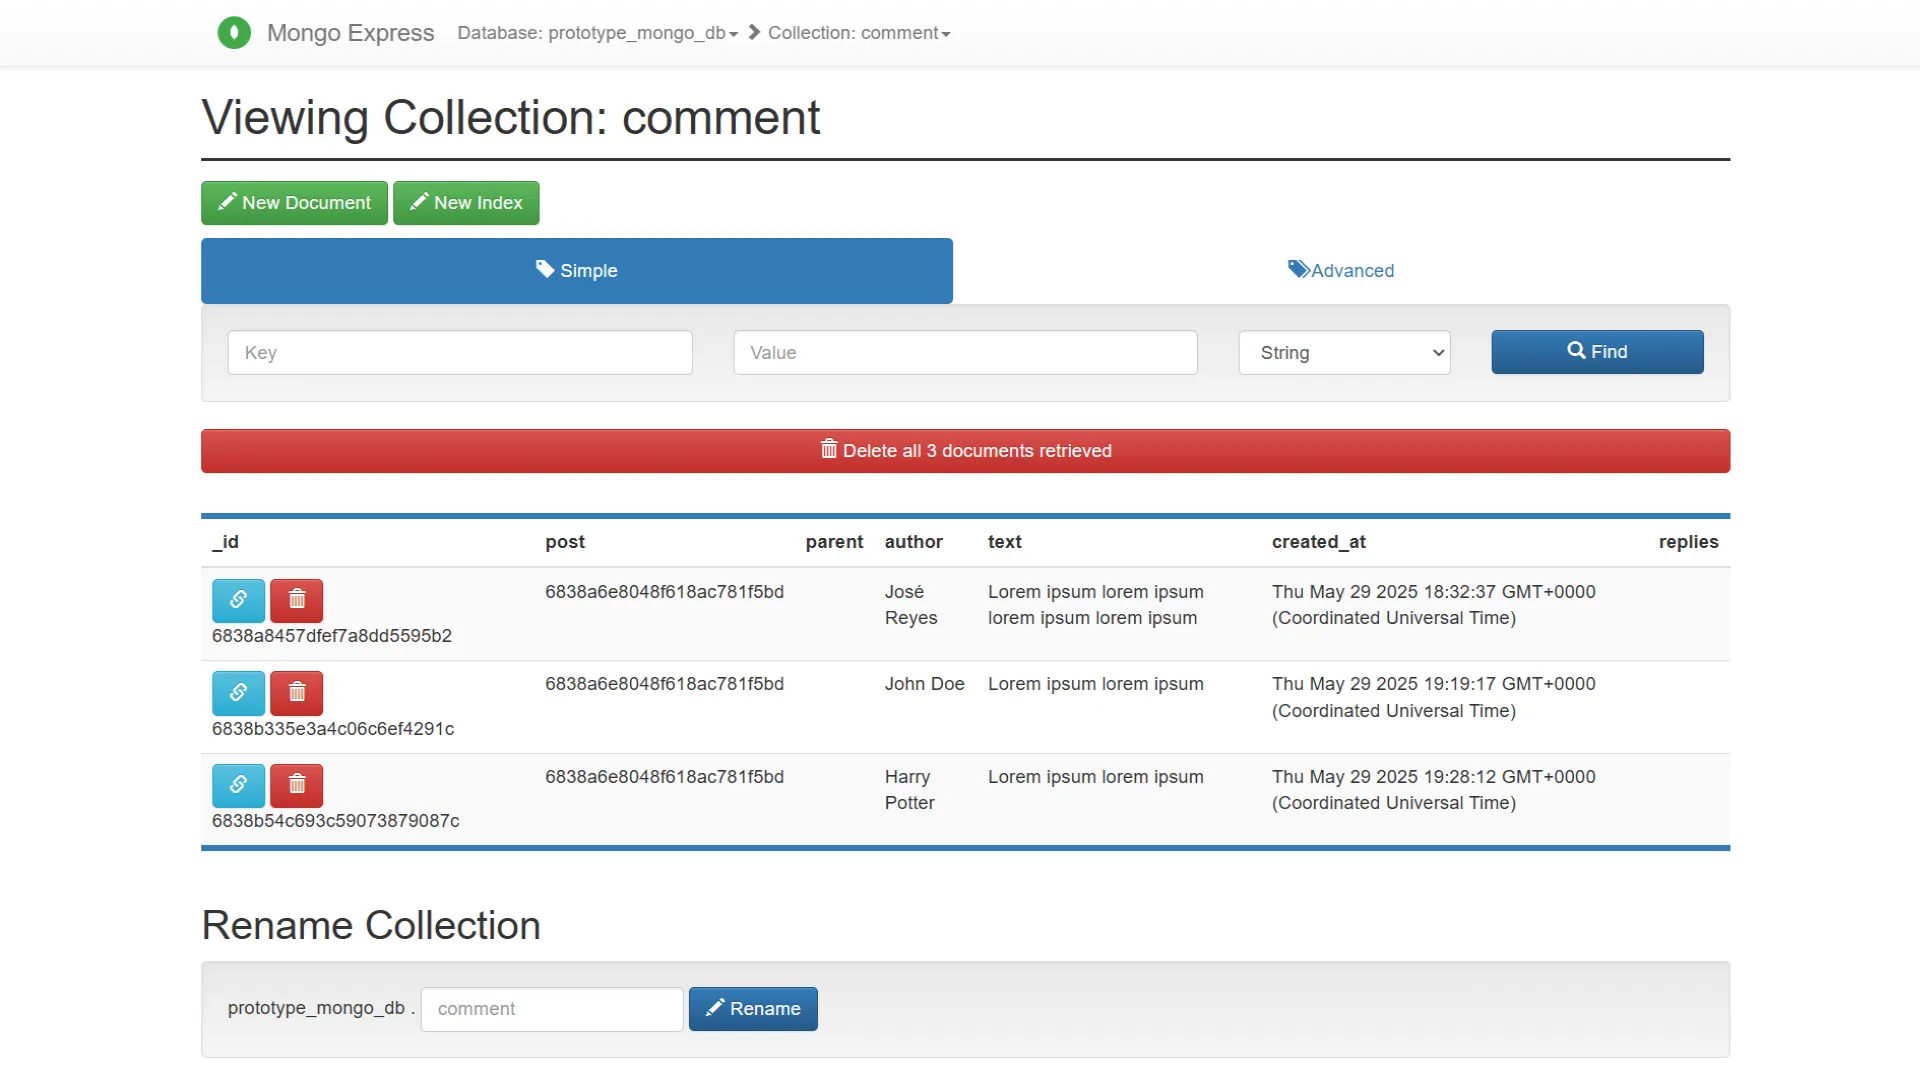 Mongo Express Database: prototype_mongo_db Collection: comment
Viewing Collection: comment
New Document New Index
Simple Advanced
Key Value String Find
Delete all 3 documents retrieved
_id post parent author text created_at replies
6838a6e8048f618ac781f5bd José Lorem ipsum lorem ipsum Thu May 29 2025 18:32:37 GMT+0000
Reyes lorem ipsum lorem ipsum (Coordinated Universal Time)
6838a8457dfef7a8dd5595b2
6838a6e8048f618ac781f5bd John Doe Lorem ipsum lorem ipsum Thu May 29 2025 19:19:17 GMT+0000
(Coordinated Universal Time)
6838b335e3a4c06c6ef4291c
6838a6e8048f618ac781f5bd Harry Lorem ipsum lorem ipsum Thu May 29 2025 19:28:12 GMT+0000
Potter (Coordinated Universal Time)
6838b54c693c59073879087c
Rename Collection
prototype_mongo_db . comment Rename